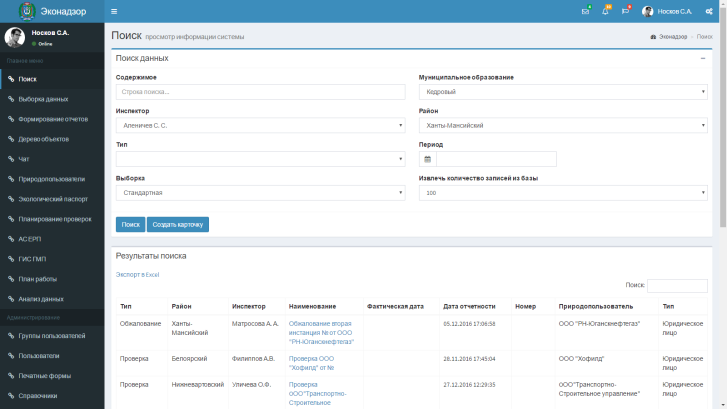 Эконадзор
4
10
9
Носков С.А.
Носков С.А.
Online
Главное меню
Поиск
Выборка данных
Формирование отчетов
Дерево объектов
Чат
Природопользователи
Экологический паспорт
Планирование проверок
АС ЕРП
ГИС ГМП
План работы
Анализ данных
Администрирование
Группы пользователей
Пользователи
Печатные формы
Справочники
Поиск просмотр информации системы
Эконадзор Поиск
Поиск данных
Содержимое
Муниципальное образование
Строка поиска...
Кедровый
Инспектор
Район
Аленичев С. С.
Ханты-Мансийский
Тип
Период
Выборка
Извлечь количество записей из базы
Стандартная
100
Поиск Создать карточку
Результаты поиска
Экспорт в Excel
Поиск:
Тип Район Инспектор Наименование Фактическая дата Дата отчетности Номер Природопользователь Тип
Обжалование Ханты- Матросова А. А. Обжалование вторая 05.12.2016 17:06:58 ООО "РН-Юганскнефтегаз" Юридическое
Мансийский инстанция № от ООО лицо
"РН-Юганскнефтегаз"
Проверка Белоярский Филиппов А.В. Проверка ООО 28.11.2016 17:45:04 ООО "Хофилд" Юридическое
"Хофилд" от № лицо
Проверка Нижневартовский Уличева О.Ф. Проверка 27.12.2016 12:29:35 ООО"Транспортно- Юридическое
ООО"Транспортно- Строительное управление" лицо
Строительное